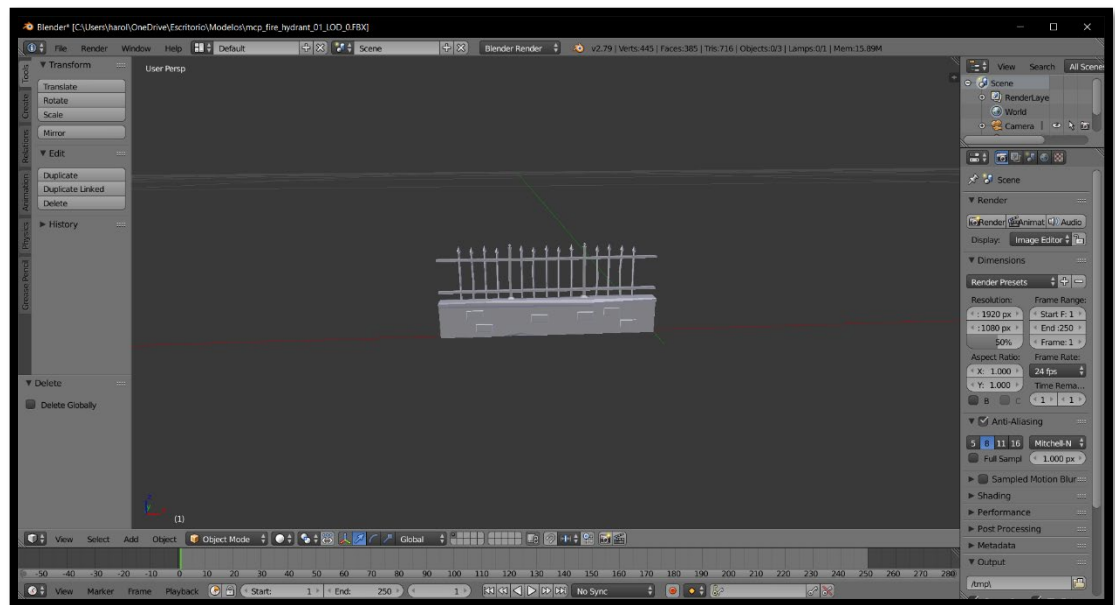 Blender* [C:\Users\harol\OneDrive\Escritorio\Modelos\mcp_fire_hydrant_01_LOD_0.FBX]
File Render Window Help Default Scene Blender Render v2.79 | Verts:445 | Faces:385 | Tris:716 | Objects:0/3 | Lamps:0/1 | Mem:15.89M
Tools
Create
Relations
Animation
Physics
Grease Pencil
Transform
Translate
Rotate
Scale
Mirror
Edit
Duplicate
Duplicate Linked
Delete
History
Delete
Delete Globally
User Persp
(1)
View Select Add Object Object Mode Global
-50 -40 -30 -20 -10 0 10 20 30 40 50 60 70 80 90 100 110 120 130 140 150 160 170 180 190 200 210 220 230 240 250 260 270 280
View Marker Frame Playback Start: 1 End: 250 1 No Sync
View Search All Scene
Scene
RenderLaye
World
Camera
Scene
Render
Render Animat Audio
Display: Image Editor
Dimensions
Render Presets
Resolution: Frame Range:
: 1920 px Start F: 1
:1080 px End :250
50% Frame: 1
Aspect Ratio: Frame Rate:
X: 1.000 24 fps
Y: 1.000 Time Rema...
B C 1 1
Anti-Aliasing
5 8 11 16 Mitchell-N
Full Sampl 1.000 px
Sampled Motion Blur
Shading
Performance
Post Processing
Metadata
Output
/tmp\